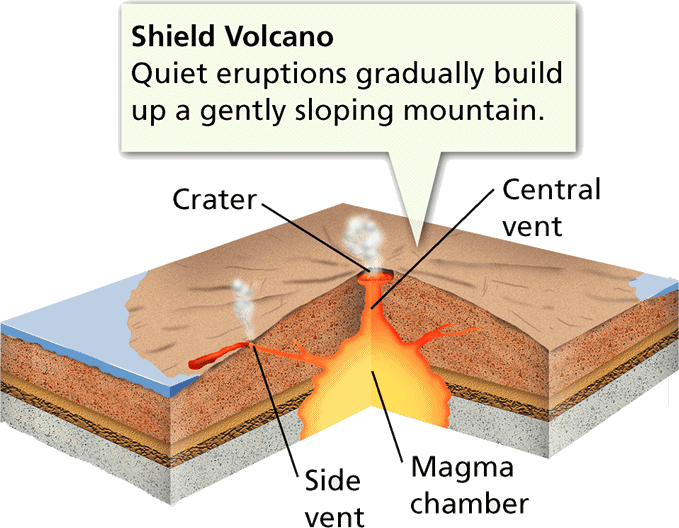 Shield Volcano
Quiet eruptions gradually build
up a gently sloping mountain.
Crater
Central
vent
Side
vent
Magma
chamber